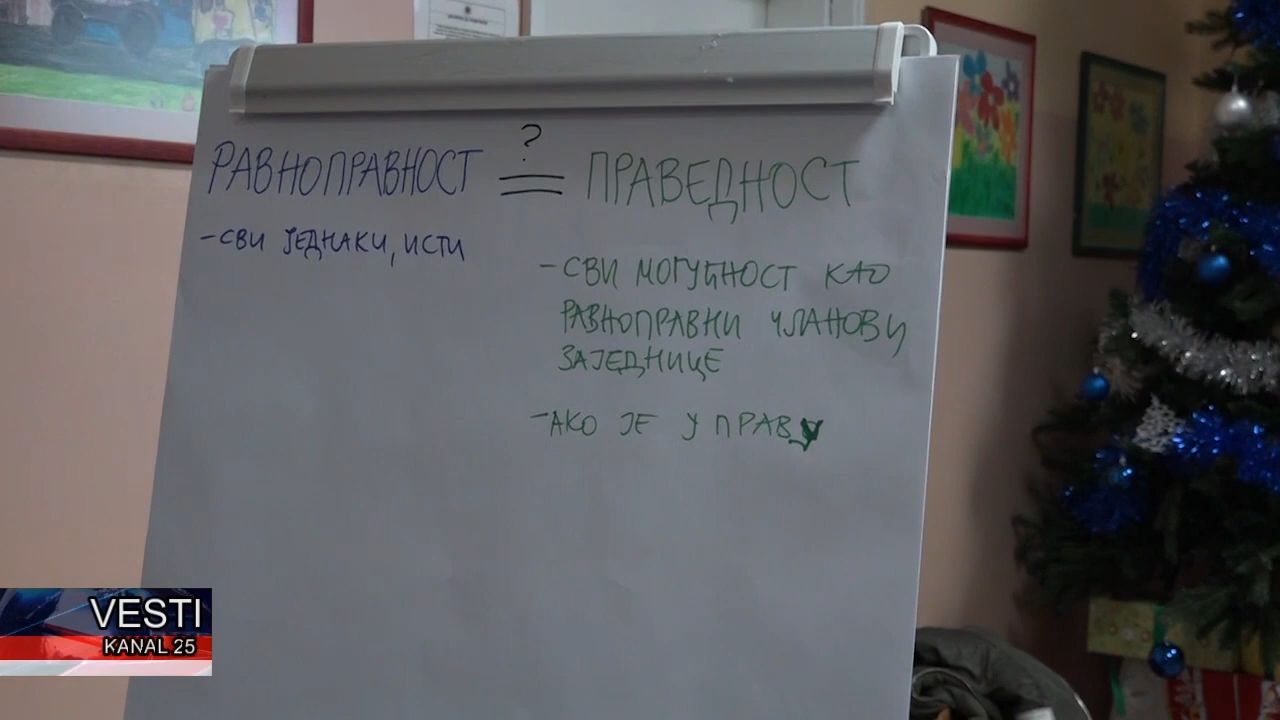 РАВНОПРАВНОСТ ? = ПРАВЕДНОСТ
-СВИ ЈЕДНАКИ, ИСТИ
-СВИ МОГУЋНОСТ КАО
РАВНОПРАВНИ ЧЛАНОВИ
ЗАЈЕДНИЦЕ
-АКО ЈЕ У ПРАВУ
VESTI
KANAL 25